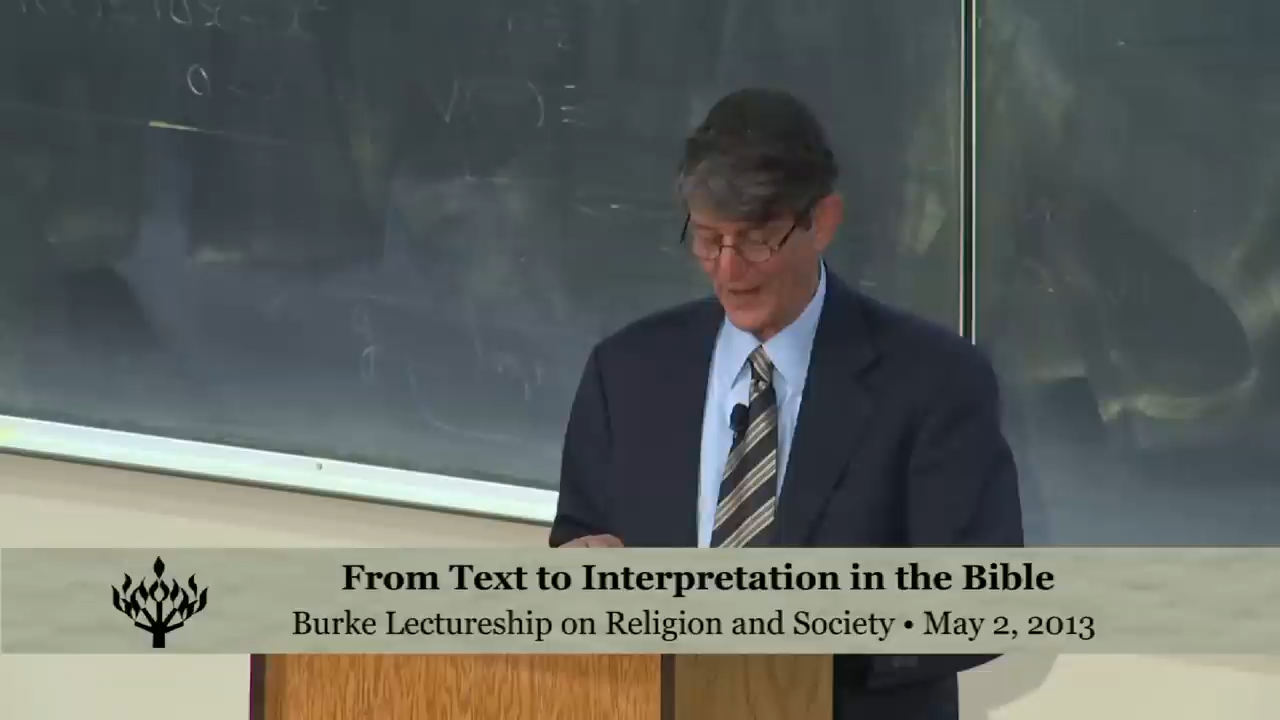 From Text to Interpretation in the Bible
Burke Lectureship on Religion and Society • May 2, 2013